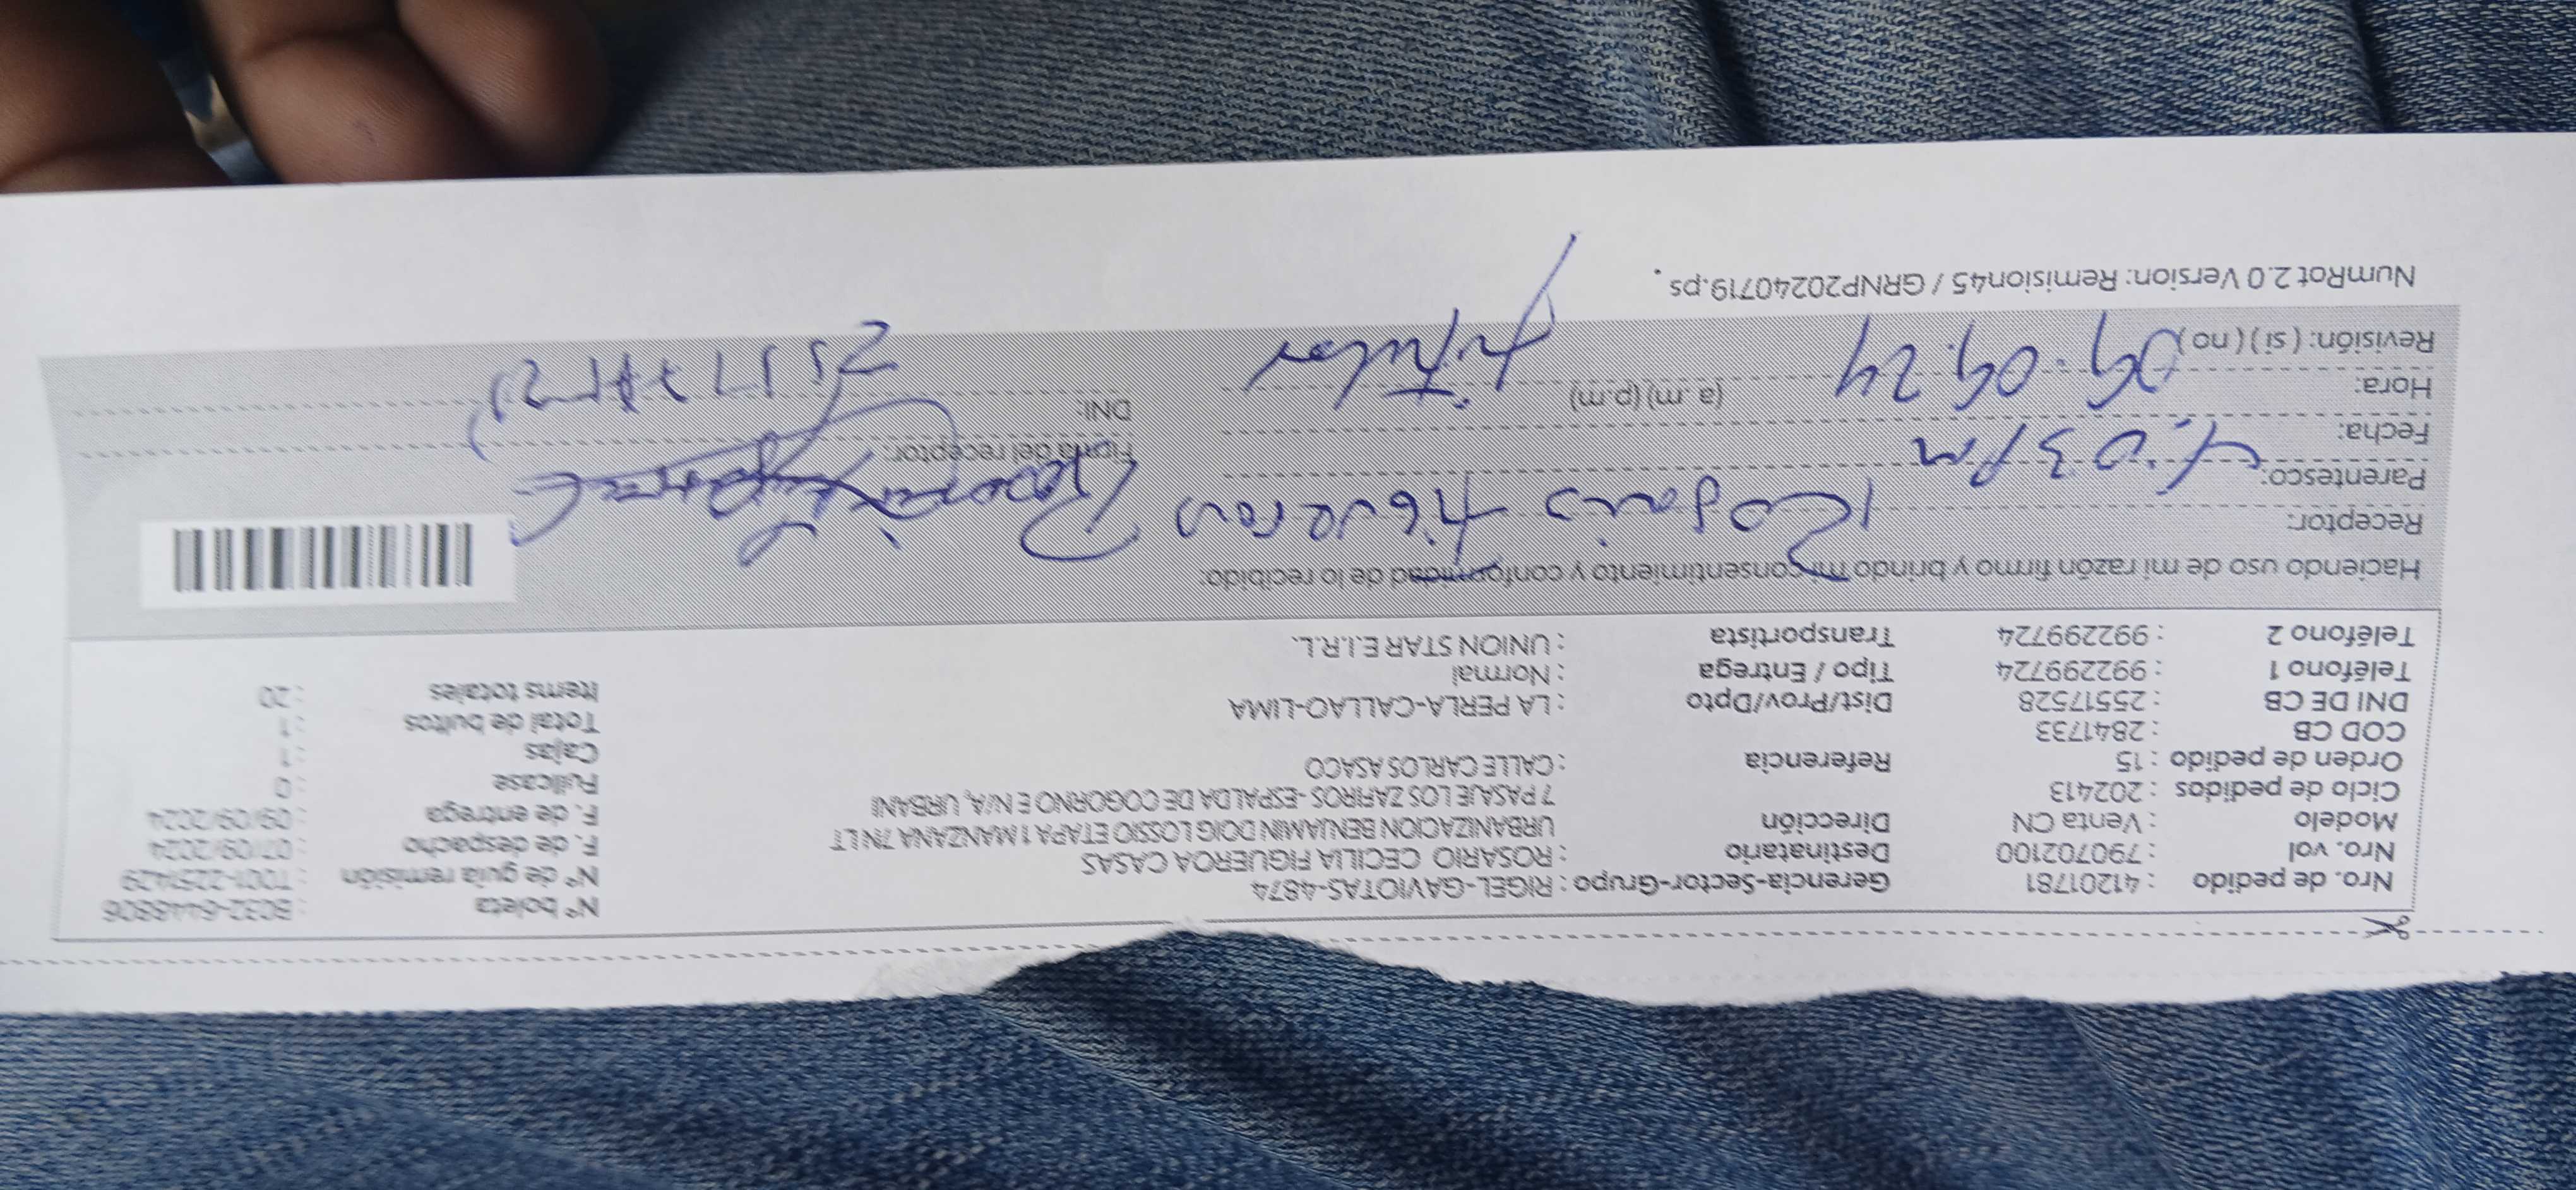 Nro. de pedido : 41201781 Gerencia-Sector-Grupo : RIGEL-GAVIOTAS-4874 N° boleta : BC32-6448806
Nro. vol : 790702100 Destinatario : ROSARIO CECILIA FIGUEROA CASAS N° de guía remisión : T001-2251429
Modelo : Venta CN Dirección URBANIZACION BENJAMIN DOIG LOSSIO ETAPA 1 MANZANA 7N LT F. de despacho : 07/09/2024
Ciclo de pedidos : 202413 7 PASAJE LOS ZAFIROS - ESPALDA DE COGORNO E N/A, URBANI F. de entrega : 09/09/2024
Orden de pedido : 15 Referencia : CALLE CARLOS ASACO Fullcase : 0
COD CB : 2841733 Cajas : 1
DNI DE CB : 25517528 Dist/Prov/Dpto : LA PERLA-CALLAO-LIMA Total de bultos : 1
Teléfono 1 : 992299724 Tipo / Entrega : Normal Items totales : 20
Teléfono 2 : 992299724 Transportista : UNION STAR E.I.R.L.
Haciendo uso de mi razón firmo y brindo mi consentimiento y conformidad de lo recibido:
Receptor:
Parentesco: Firma del receptor:
Fecha: 4:03 pm
Hora: (a.m) (p.m) DNI:
Revisión: (si) (no) 09.09.24 titular
NumRot 2.0 Version: Remision45 / GRNP20240719.ps.